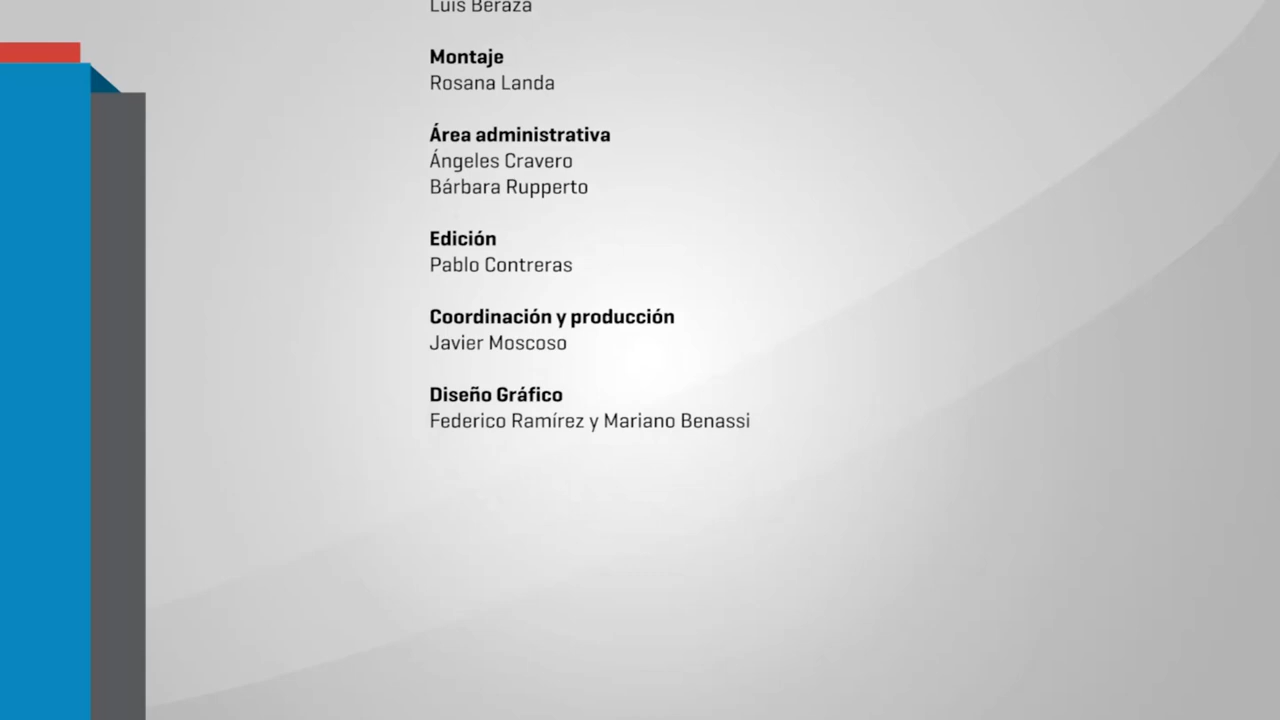 Luis Beraza
Montaje
Rosana Landa
Área administrativa
Ángeles Cravero
Bárbara Rupperto
Edición
Pablo Contreras
Coordinación y producción
Javier Moscoso
Diseño Gráfico
Federico Ramírez y Mariano Benassi